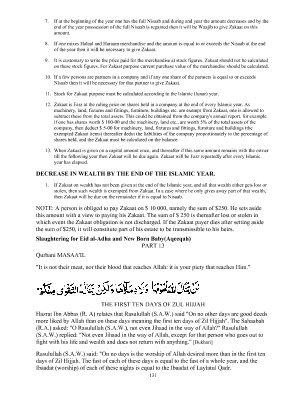 7. If at the beginning of the year one has full Nisaab and during end year the amount decreases and by the
end of the year possession of the full Nisaab is regained then it will be Waajib to give Zakaat on this
amount.
8. If one mixes Halaal and Haraam merchandise and the amount is equal to or exceeds the Nisaab at the end
of the year then it will be necessary to give Zakaat.
9. It is customary to write the price paid for the merchandise at stock figures. Zakaat should not be calculated
on these stock figures. For Zakaat purpose current purchase value of the merchandise should be calculated.
10. If a few persons are partners in a company and if any one share of the partners is equal to or exceeds
Nisaab then it will be necessary for that partner to give Zakaat.
11. Stock for Zakaat purpose must be calculated according to the Islamic (lunar) year.
12. Zakaat is Farz at the ruling price on shares held in a company at the end of every Islamic year. As
machinery, land, fixtures and fittings, furniture, buildings etc. are exempt from Zakaat, one is allowed to
subtract these from the total assets. This could be obtained from the company's annual report, for example,
if one has shares worth $ 100-00 and the machinery, land etc., are worth 5% of the total assets of the
company, then deduct $ 5-00 for machinery, land, fixtures and fittings, furniture and buildings (the
exempted Zakaat items) thereafter deduct the liabilities of the company proportionately to the percentage of
shares held, and the Zakaat must be calculated on the balance.
13. When Zakaat is given on a capital amount once, and thereafter if this same amount remains with the owner
till the following year then Zakaat will be due again. Zakaat will be Farz repeatedly after every Islamic
year has elapsed.
DECREASE IN WEALTH BY THE END OF THE ISLAMIC YEAR.
1. If Zakaat on wealth has not been given at the end of the Islamic year, and all that wealth either gets lost or
stolen, then such wealth is exempted from Zakaat. In a case where he only gives away part of that wealth,
then Zakaat will be due on the remainder if it is equal to Nisaab.
NOTE: A person is obliged to pay Zakaat on $ 10 000, namely the sum of $250. He sets aside
this amount with a view to paying his Zakaat. The sum of $ 250 is thereafter lost or stolen in
which event the Zakaat obligation is not discharged. If the Zakaat payer dies after setting aside
the sum of $250, it will constitute part of his estate to be transmissible to his heirs.
Slaughtering for Eid al-Adha and New Born Baby(Aqeeqah)
PART 13
Qurbani MASAA'IL
"It is not their meat, nor their blood that reaches Allah: it is your piety that reaches Him."
لَنْ يَّنَالَ اللّٰهَ لُحُوْمُهَا وَلَا دِمَاؤُهَا وَلٰكِنْ يَّنَالُهُ التَّقْوٰى مِنْكُمْ
THE FIRST TEN DAYS OF ZUL HIJJAH
Hazrat Ibn Abbas (R. A) relates that Rasulullah (S.A.W.) said "On no other days are good deeds
more liked by Allah than on these days meaning the first ten days of Zil Hijjah". The Sahaabah
(R.A.) asked: "O Rasulullah (S.A.W.), not even Jihaad in the way of Allah?" Rasulullah
(S.A.W.) replied: "Not even Jihaad in the way of Allah, except for that person who goes out to
fight with his life and wealth and does not return with anything." [Bukhari]
Rasulullah (S.A.W.) said: "On no days is the worship of Allah desired more than in the first ten
days of Zil Hijjah. The fast of each of these days is equal to the fast of a whole year, and the
Ibaadat (worship) of each of these nights is equal to the Ibaadat of Laylatul Qadr.
131